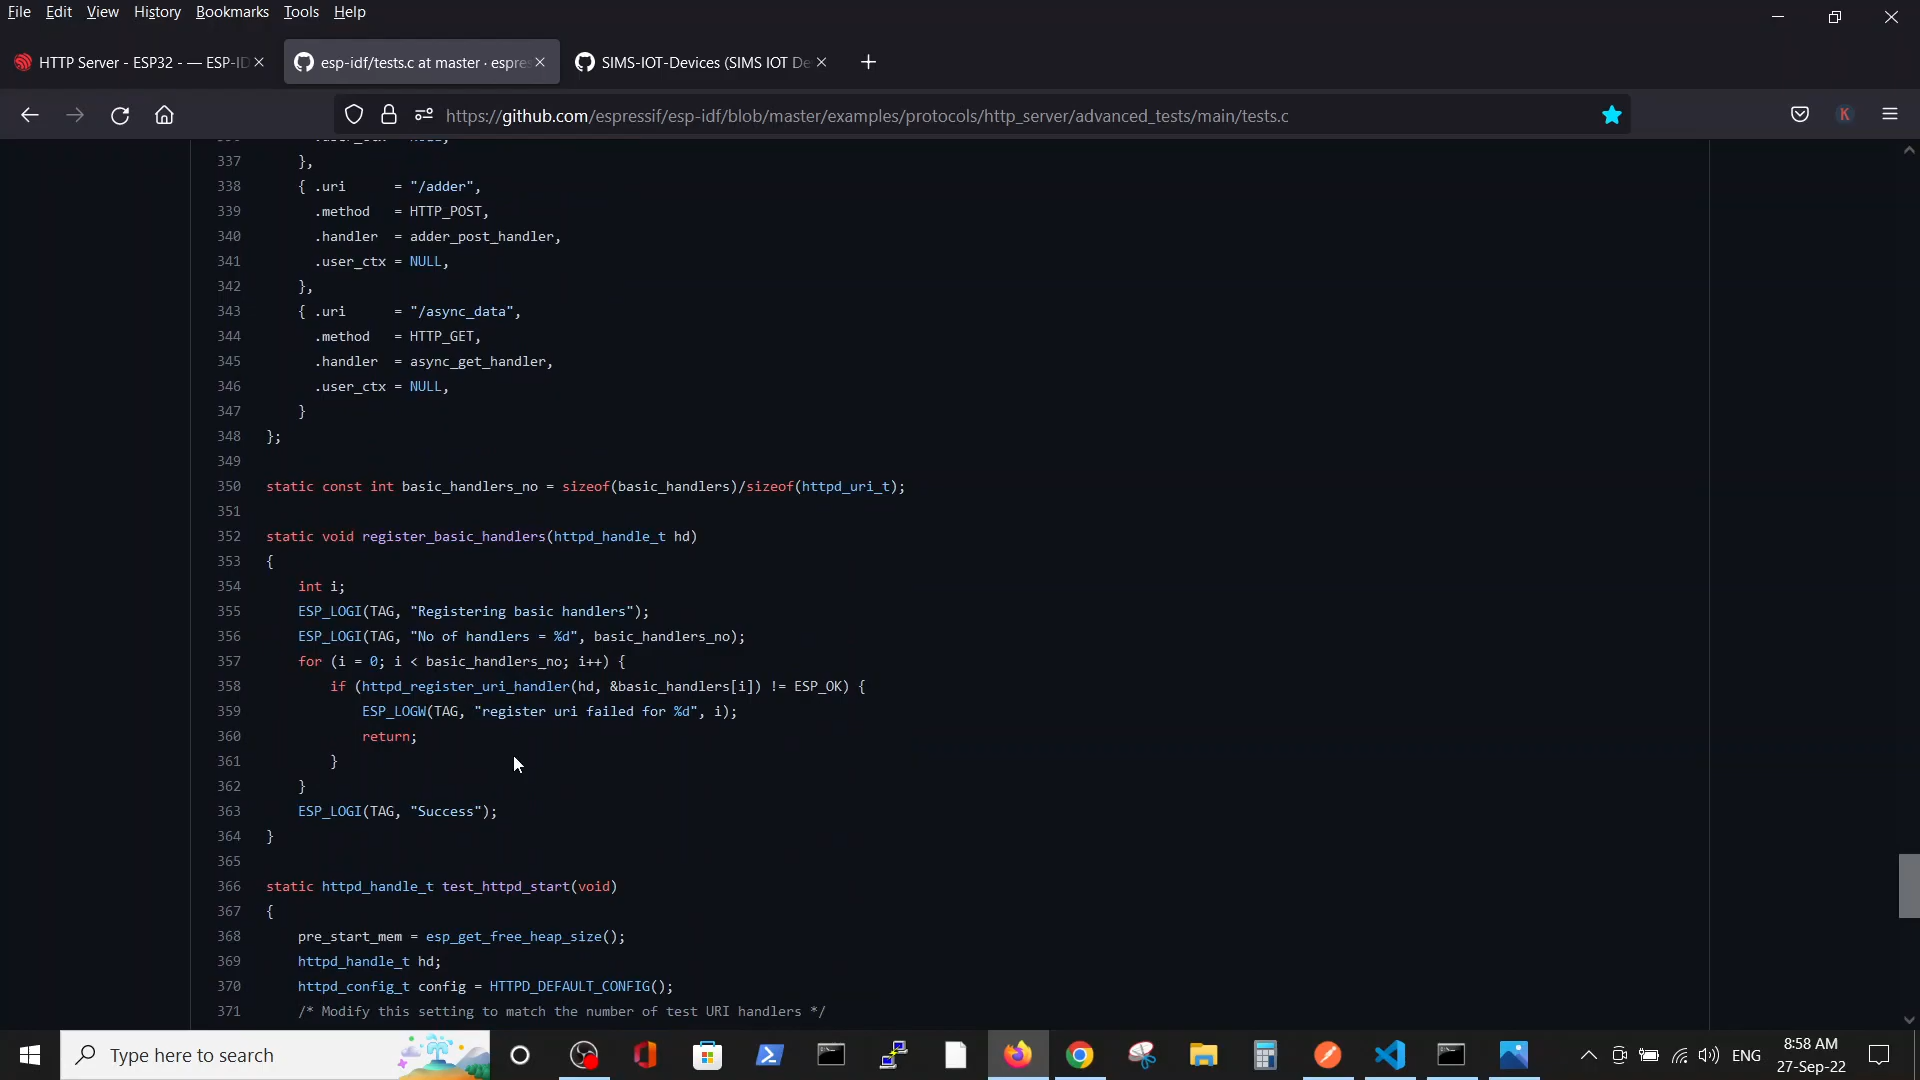 File Edit View History Bookmarks Tools Help
HTTP Server - ESP32 - — ESP-ID
esp-idf/tests.c at master · espres
SIMS-IOT-Devices (SIMS IOT De
https://github.com/espressif/esp-idf/blob/master/examples/protocols/http_server/advanced_tests/main/tests.c
K
337 },
338 { .uri = "/adder",
339 .method = HTTP_POST,
340 .handler = adder_post_handler,
341 .user_ctx = NULL,
342 },
343 { .uri = "/async_data",
344 .method = HTTP_GET,
345 .handler = async_get_handler,
346 .user_ctx = NULL,
347 }
348 };
349
350 static const int basic_handlers_no = sizeof(basic_handlers)/sizeof(httpd_uri_t);
351
352 static void register_basic_handlers(httpd_handle_t hd)
353 {
354 int i;
355 ESP_LOGI(TAG, "Registering basic handlers");
356 ESP_LOGI(TAG, "No of handlers = %d", basic_handlers_no);
357 for (i = 0; i < basic_handlers_no; i++) {
358 if (httpd_register_uri_handler(hd, &basic_handlers[i]) != ESP_OK) {
359 ESP_LOGW(TAG, "register uri failed for %d", i);
360 return;
361 }
362 }
363 ESP_LOGI(TAG, "Success");
364 }
365
366 static httpd_handle_t test_httpd_start(void)
367 {
368 pre_start_mem = esp_get_free_heap_size();
369 httpd_handle_t hd;
370 httpd_config_t config = HTTPD_DEFAULT_CONFIG();
371 /* Modify this setting to match the number of test URI handlers */
Type here to search
ENG
8:58 AM
27-Sep-22